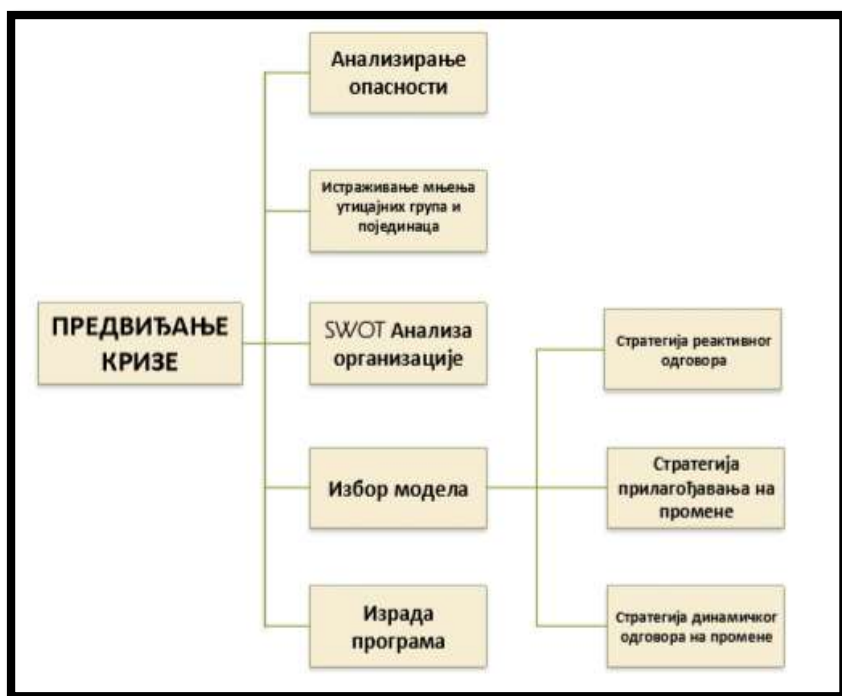 Анализирање
опасности
Истраживање мњења
утицајних група и
појединаца
ПРЕДВИЂАЊЕ
КРИЗЕ
SWOT Анализа
организације
Избор модела
Израда
програма
Стратегија реактивног
одговора
Стратегија
прилагођавања на
промене
Стратегија динамичког
одговора на промене